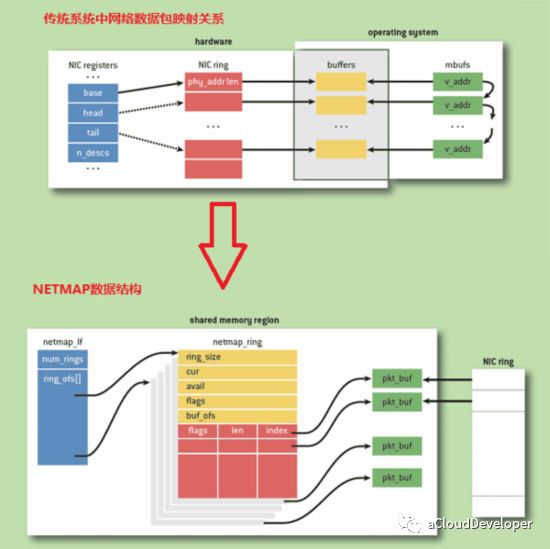 传统系统中网络数据包映射关系
hardware
operating system
NIC registers
NIC ring
buffers
mbufs
...
base
head
tail
n_descs
...
phy_addr len
...
...
v_addr
v_addr
...
v_addr
NETMAP数据结构
shared memory region
netmap_if
num_rings
ring_ofs[]
netmap_ring
ring_size
cur
avail
flags
buf_ofs
flags len index
pkt_buf
pkt_buf
pkt_buf
pkt_buf
NIC ring
aCloudDeveloper